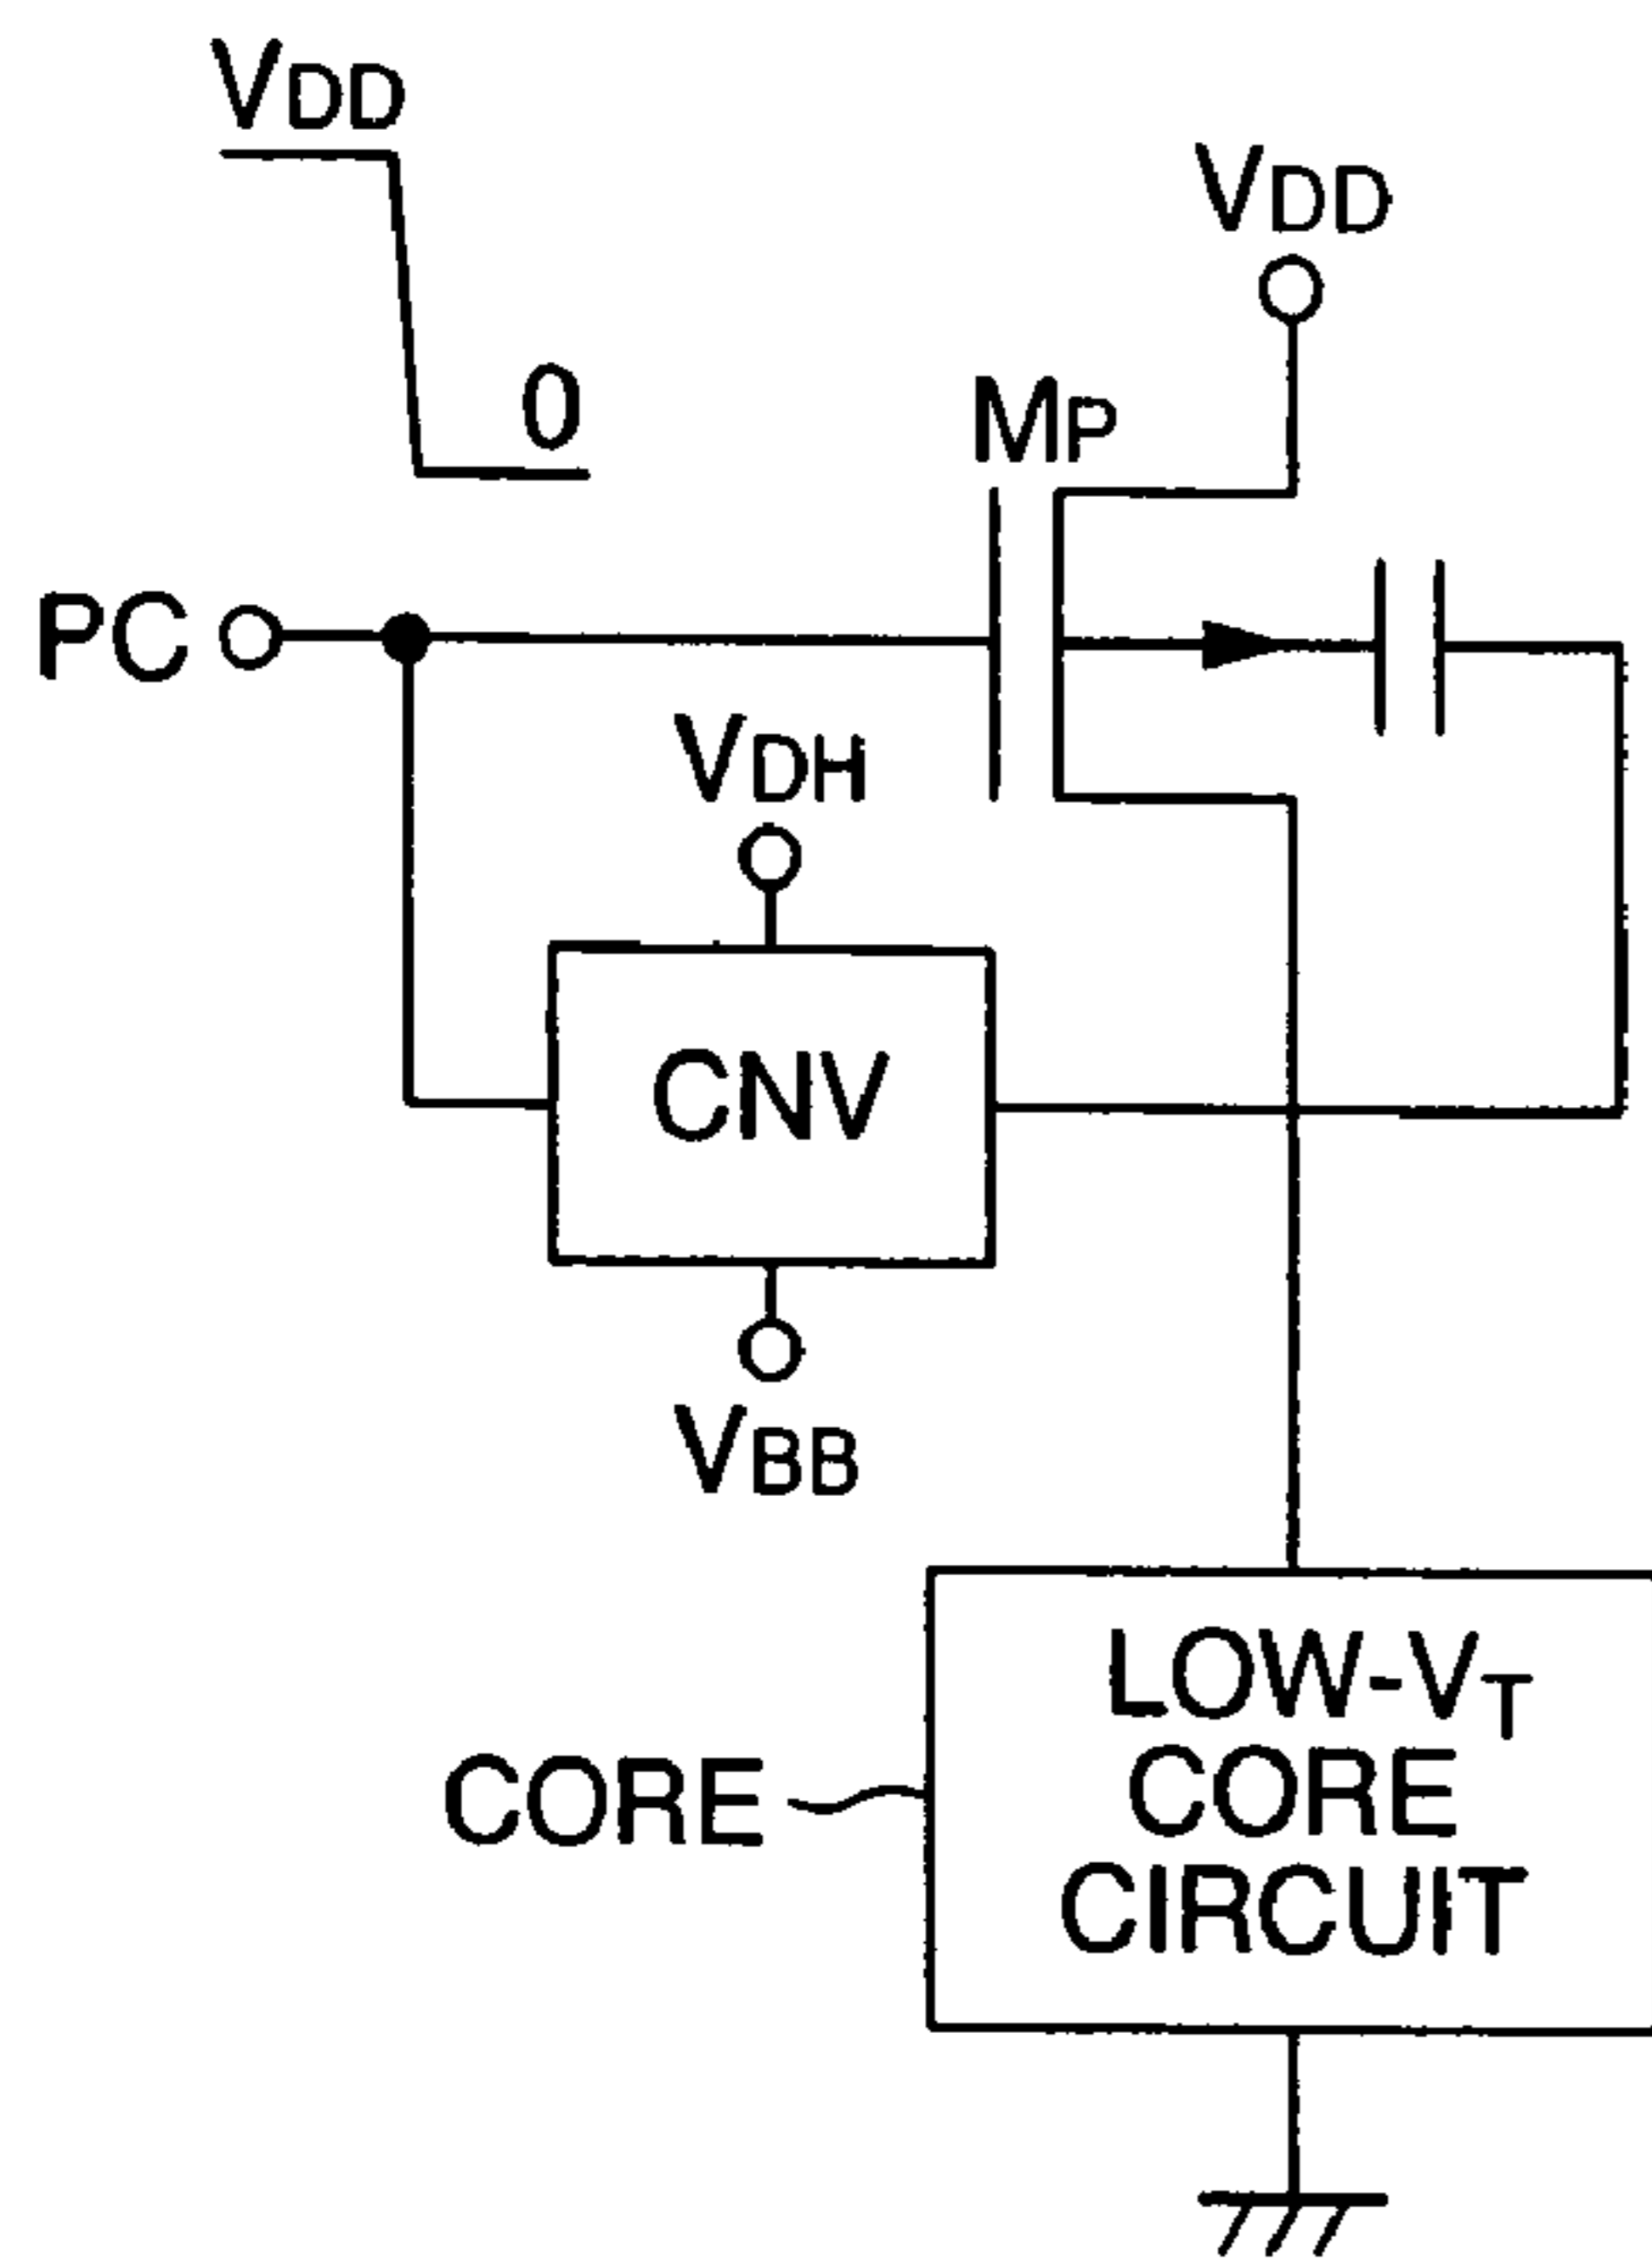 VDD
VDD
0
MP
PC
VDH
CNV
VBB
LOW-VT
CORE
CIRCUIT
CORE